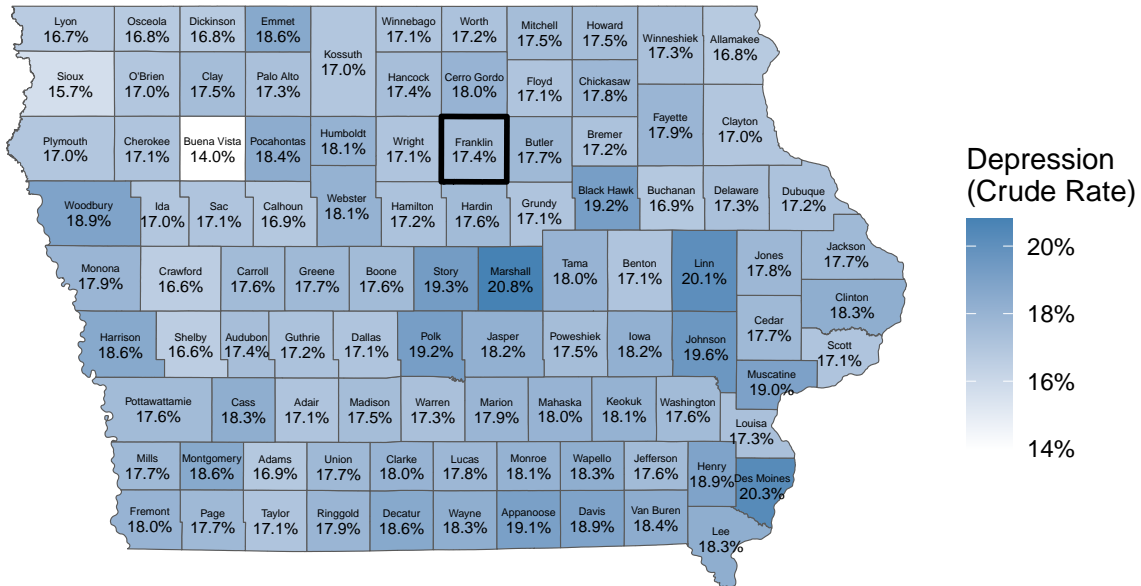 Lyon
16.7%
Osceola
16.8%
Dickinson
16.8%
Emmet
18.6%
Winnebago
17.1%
Worth
17.2%
Mitchell
17.5%
Howard
17.5%
Winneshiek
17.3%
Allamakee
16.8%
Kossuth
17.0%
Sioux
15.7%
O'Brien
17.0%
Clay
17.5%
Palo Alto
17.3%
Hancock
17.4%
Cerro Gordo
18.0%
Floyd
17.1%
Chickasaw
17.8%
Fayette
17.9%
Clayton
17.0%
Plymouth
17.0%
Cherokee
17.1%
Buena Vista
14.0%
Pocahontas
18.4%
Humboldt
18.1%
Wright
17.1%
Franklin
17.4%
Butler
17.7%
Bremer
17.2%
Woodbury
18.9%
Ida
17.0%
Sac
17.1%
Calhoun
16.9%
Webster
18.1%
Hamilton
17.2%
Hardin
17.6%
Grundy
17.1%
Black Hawk
19.2%
Buchanan
16.9%
Delaware
17.3%
Dubuque
17.2%
Monona
17.9%
Crawford
16.6%
Carroll
17.6%
Greene
17.7%
Boone
17.6%
Story
19.3%
Marshall
20.8%
Tama
18.0%
Benton
17.1%
Linn
20.1%
Jones
17.8%
Jackson
17.7%
Clinton
18.3%
Harrison
18.6%
Shelby
16.6%
Audubon
17.4%
Guthrie
17.2%
Dallas
17.1%
Polk
19.2%
Jasper
18.2%
Poweshiek
17.5%
Iowa
18.2%
Johnson
19.6%
Cedar
17.7%
Scott
17.1%
Muscatine
19.0%
Pottawattamie
17.6%
Cass
18.3%
Adair
17.1%
Madison
17.5%
Warren
17.3%
Marion
17.9%
Mahaska
18.0%
Keokuk
18.1%
Washington
17.6%
Louisa
17.3%
Mills
17.7%
Montgomery
18.6%
Adams
16.9%
Union
17.7%
Clarke
18.0%
Lucas
17.8%
Monroe
18.1%
Wapello
18.3%
Jefferson
17.6%
Henry
18.9%
Des Moines
20.3%
Fremont
18.0%
Page
17.7%
Taylor
17.1%
Ringgold
17.9%
Decatur
18.6%
Wayne
18.3%
Appanoose
19.1%
Davis
18.9%
Van Buren
18.4%
Lee
18.3%
Depression
(Crude Rate)
20%
18%
16%
14%